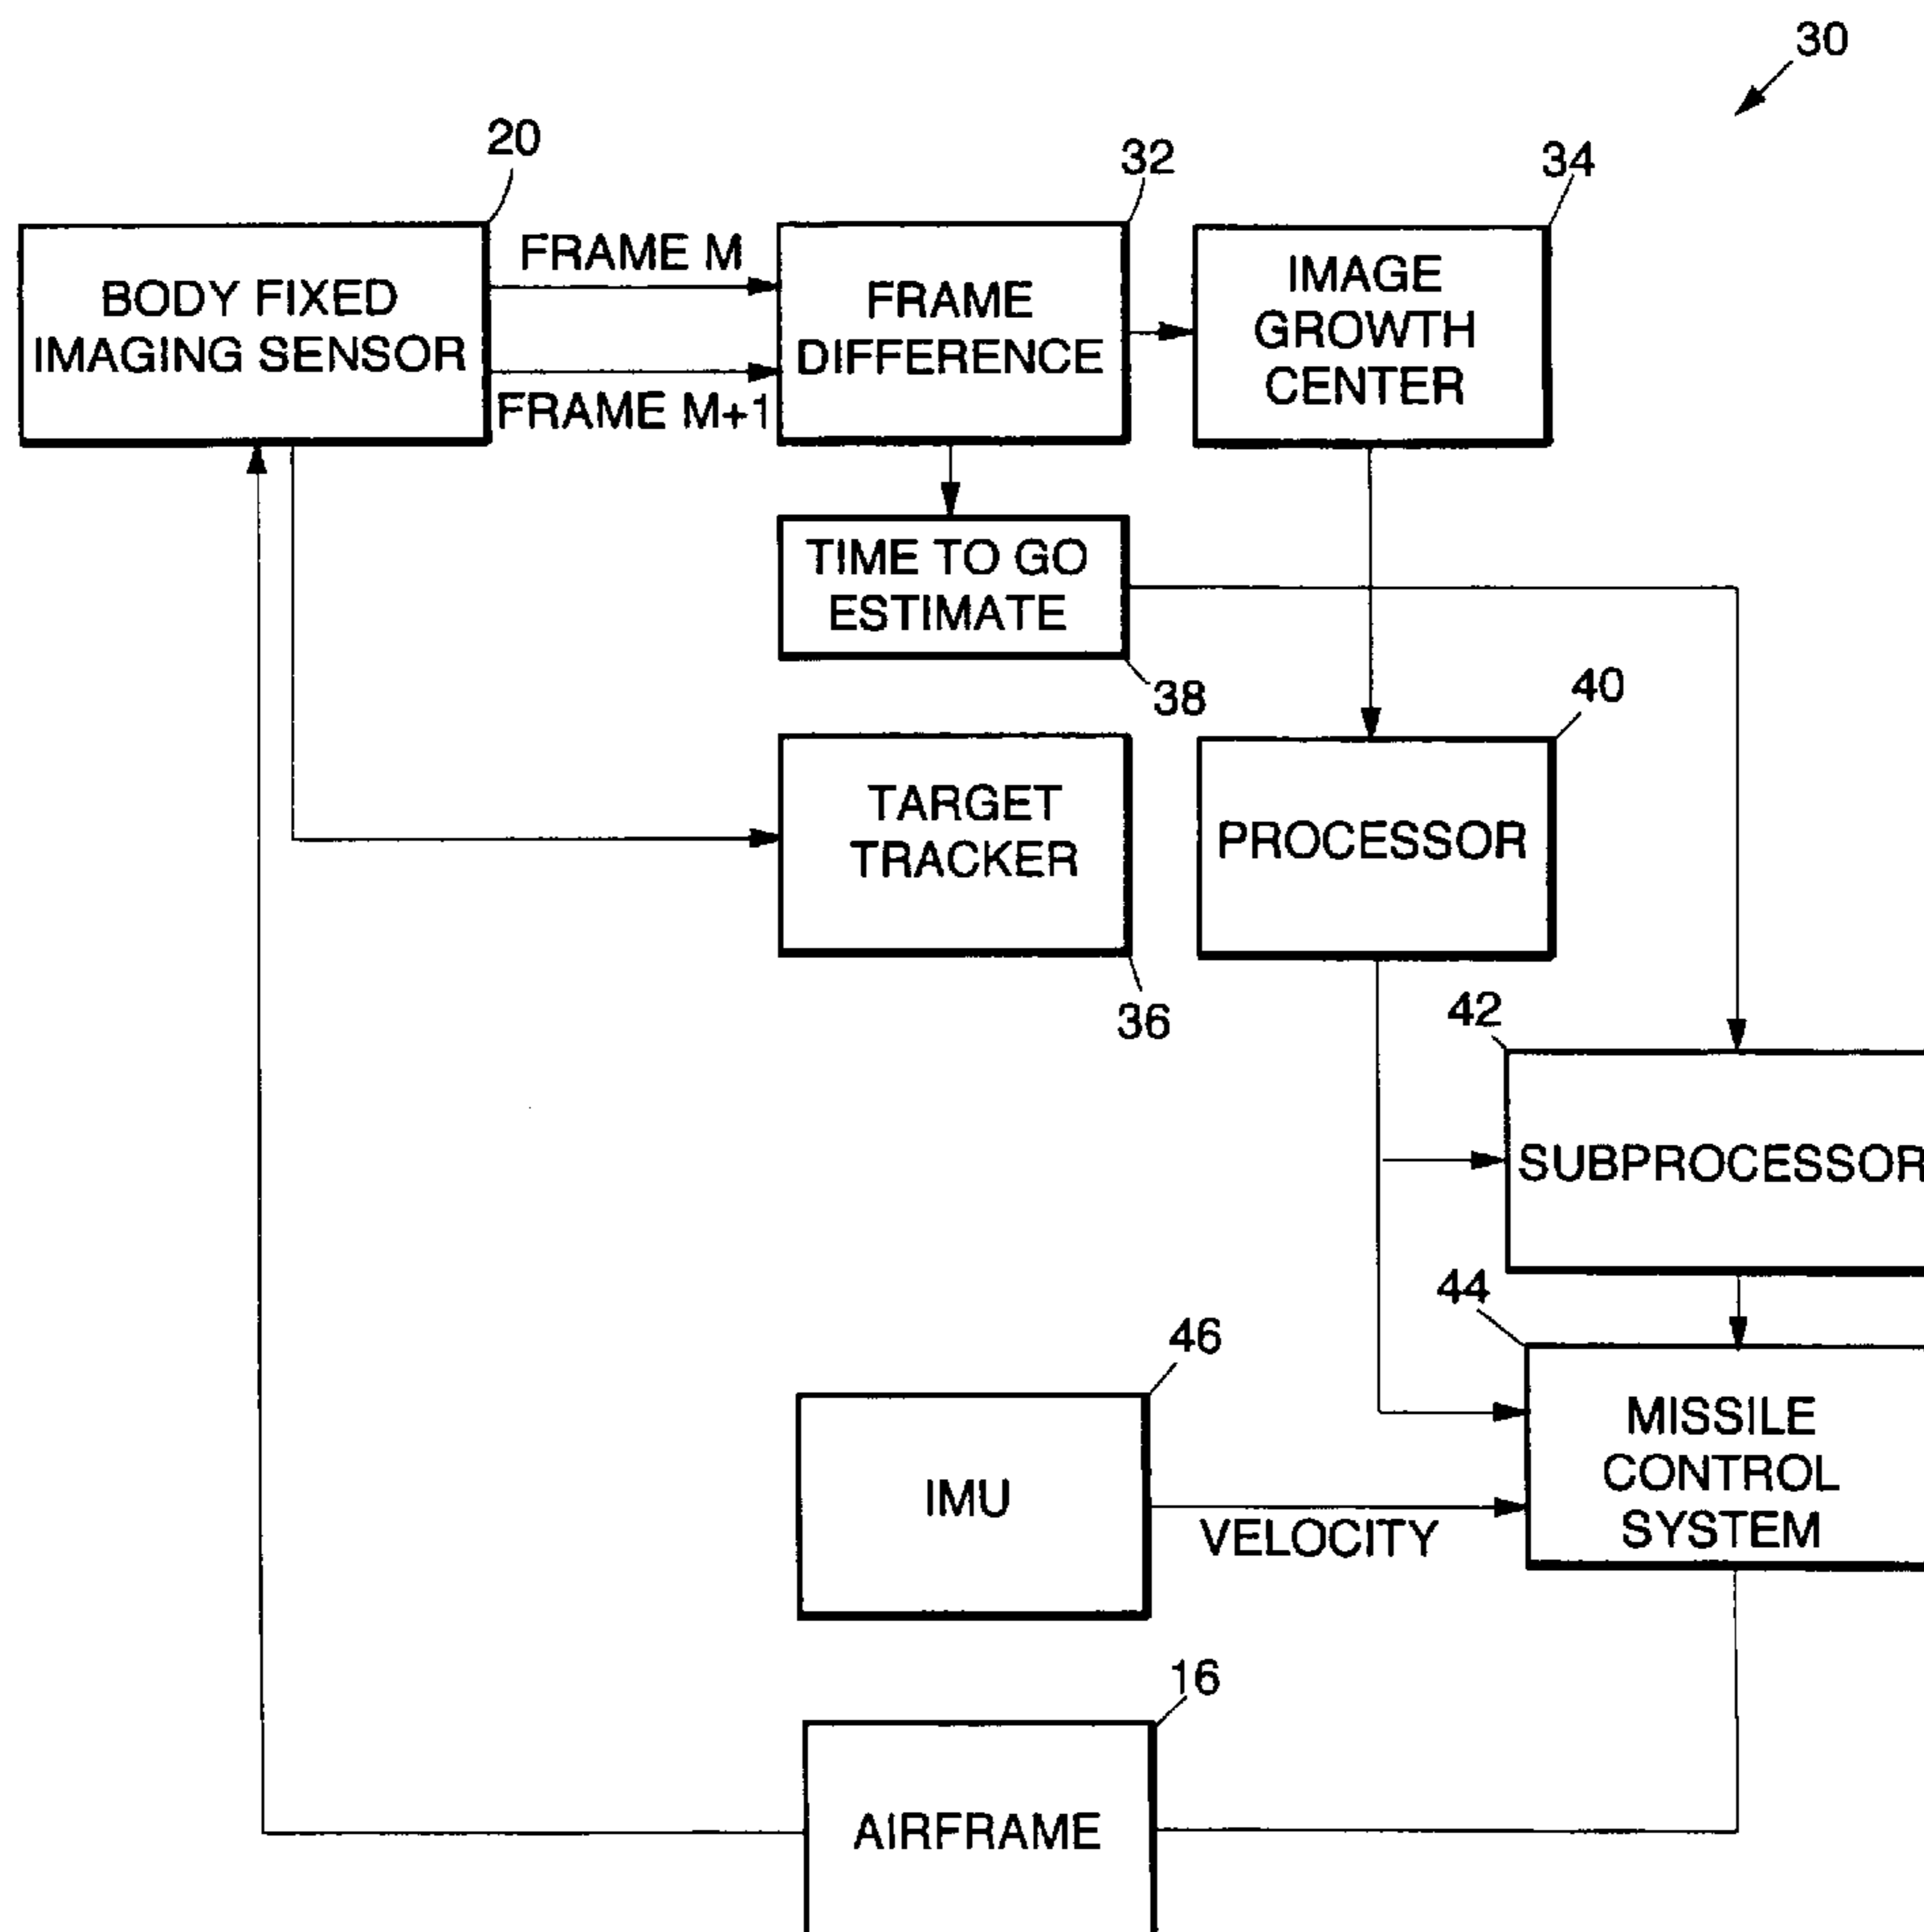 30
20
32
34
FRAME M
BODY FIXED
IMAGING SENSOR
FRAME M+1
FRAME
DIFFERENCE
IMAGE
GROWTH
CENTER
TIME TO GO
ESTIMATE
38
40
TARGET
TRACKER
PROCESSOR
36
42
SUBPROCESSOR
44
46
IMU
VELOCITY
MISSILE
CONTROL
SYSTEM
16
AIRFRAME